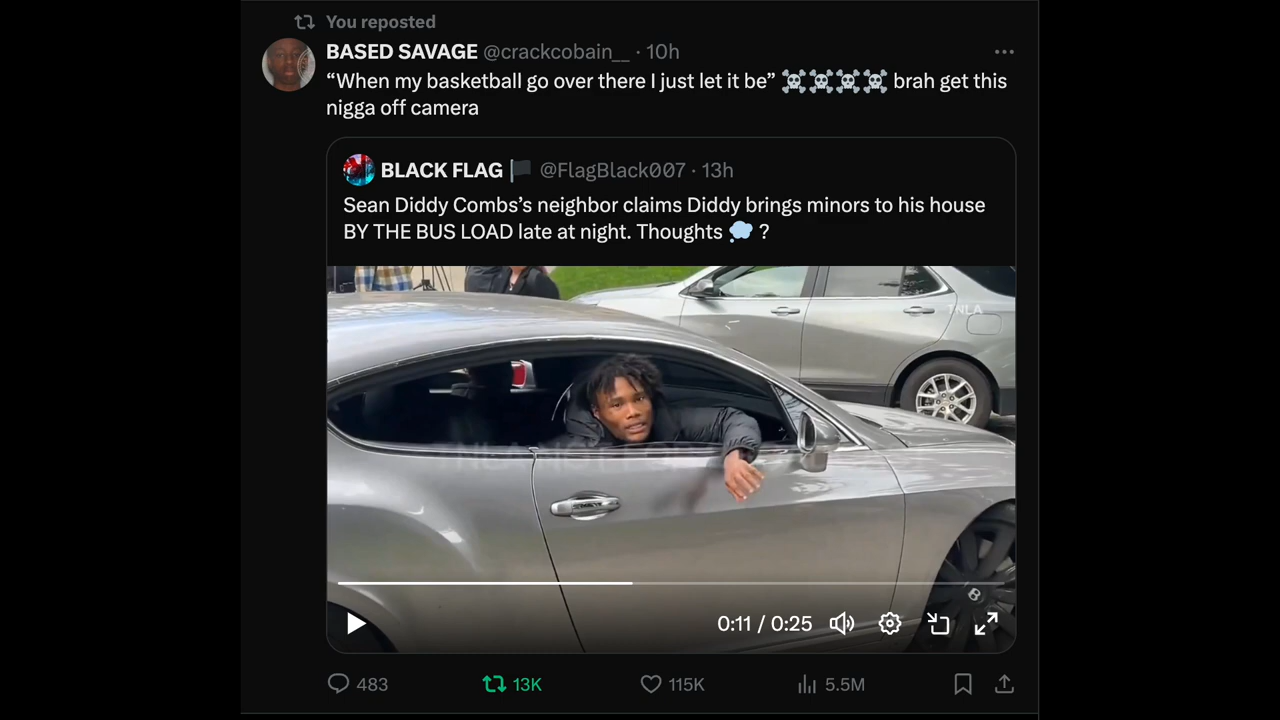 You reposted
BASED SAVAGE @crackcobain__ · 10h
“When my basketball go over there I just let it be” ☠️☠️☠️☠️ brah get this
nigga off camera
BLACK FLAG 🏴 @FlagBlack007 · 13h
Sean Diddy Combs’s neighbor claims Diddy brings minors to his house
BY THE BUS LOAD late at night. Thoughts 💭 ?
TNLA
0:11 / 0:25
483
13K
115K
5.5M